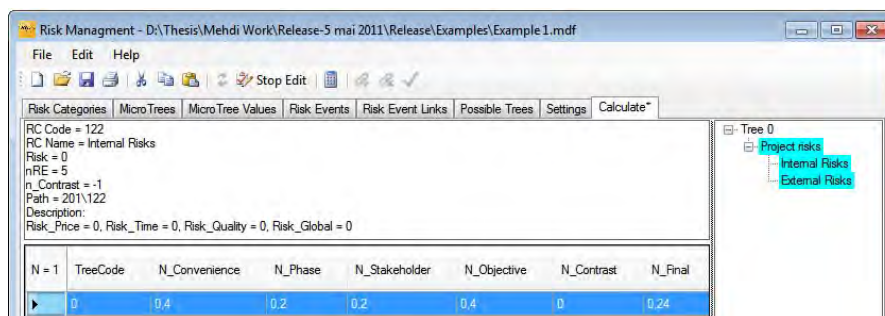 Risk Managment - D:\Thesis\Mehdi Work\Release-5 mai 2011\Release\Examples\Example 1.mdf
File Edit Help
Stop Edit
Risk Categories MicroTrees MicroTree Values Risk Events Risk Event Links Possible Trees Settings Calculate*
RC Code = 122
RC Name = Internal Risks
Risk = 0
nRE = 5
n_Contrast = -1
Path = 201\122
Description:
Risk_Price = 0, Risk_Time = 0, Risk_Quality = 0, Risk_Global = 0
Tree 0
Project risks
Internal Risks
External Risks
N = 1 TreeCode N_Convenience N_Phase N_Stakeholder N_Objective N_Contrast N_Final
0 0,4 0,2 0,2 0,4 0 0,24